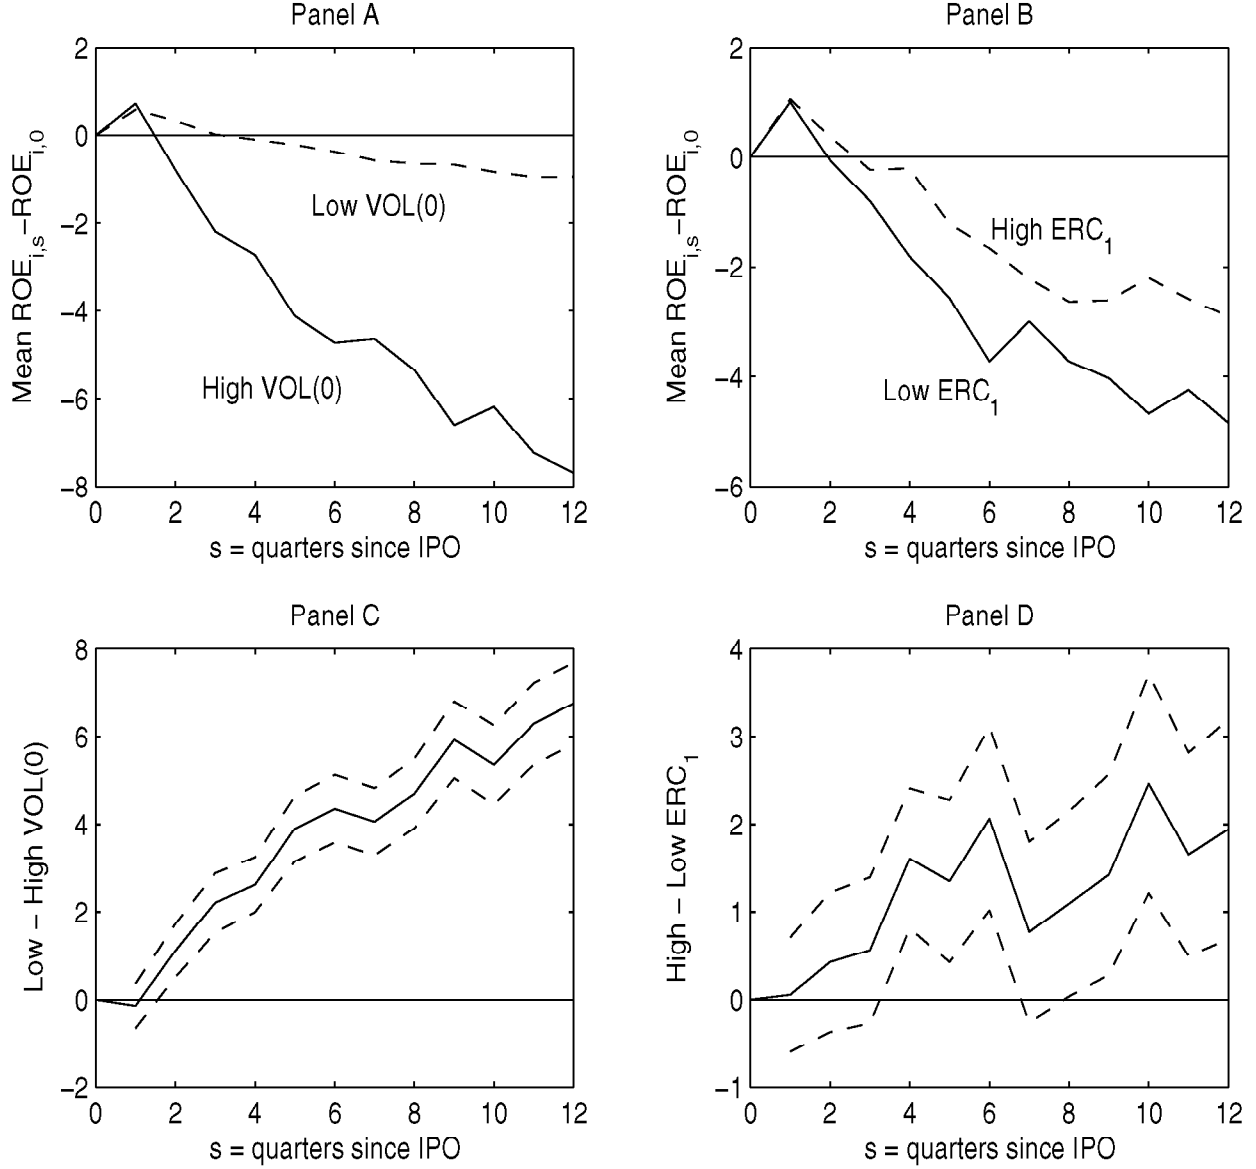 Panel A
2
0
−2
−4
−6
−8
Mean ROE_{i,s}−ROE_{i,0}
Low VOL(0)
High VOL(0)
0 2 4 6 8 10 12
s = quarters since IPO
Panel B
2
0
−2
−4
−6
Mean ROE_{i,s}−ROE_{i,0}
High ERC_1
Low ERC_1
0 2 4 6 8 10 12
s = quarters since IPO
Panel C
8
6
4
2
0
−2
Low − High VOL(0)
0 2 4 6 8 10 12
s = quarters since IPO
Panel D
4
3
2
1
0
−1
High − Low ERC_1
0 2 4 6 8 10 12
s = quarters since IPO